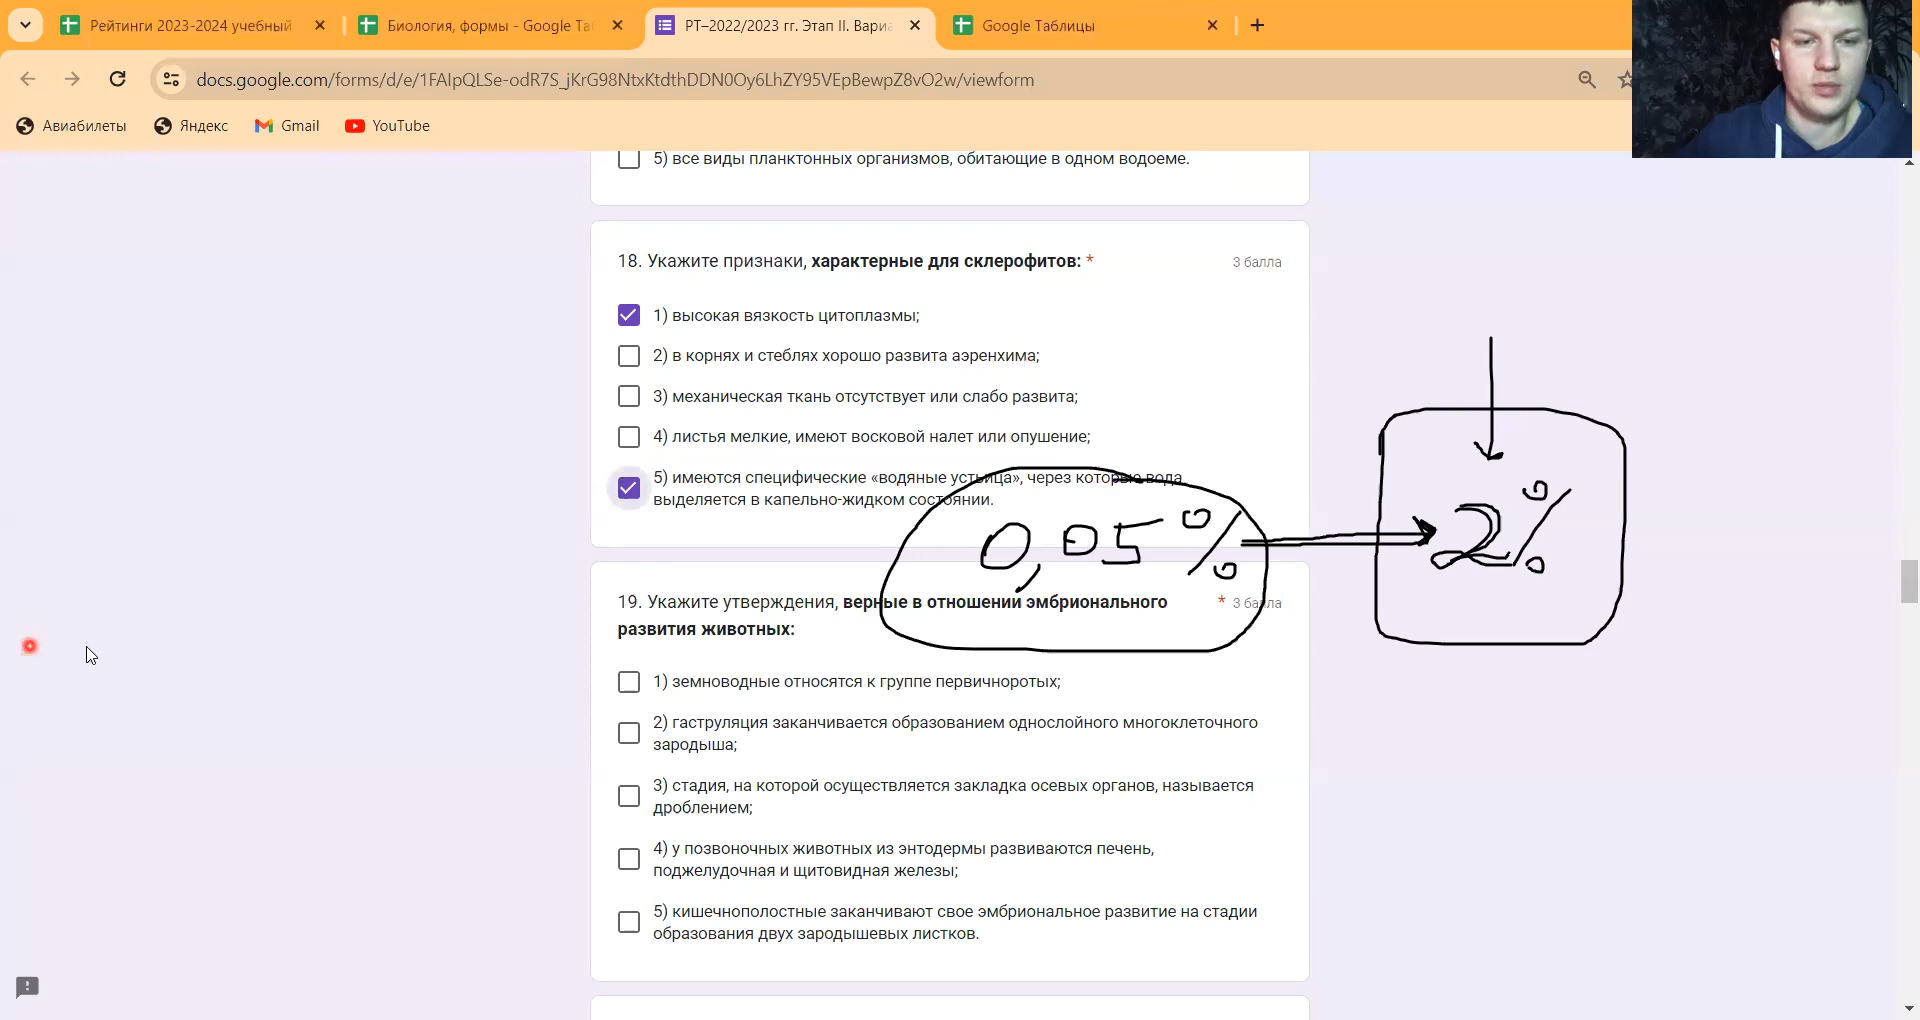 Рейтинги 2023-2024 учебный
Биология, формы - Google Та
РТ–2022/2023 гг. Этап II. Вариа
Google Таблицы
docs.google.com/forms/d/e/1FAIpQLSe-odR7S_jKrG98NtxKtdthDDN0Oy6LhZY95VEpBewpZ8vO2w/viewform
Авиабилеты
Яндекс
Gmail
YouTube
5) все виды планктонных организмов, обитающие в одном водоеме.
18. Укажите признаки, характерные для склерофитов: *
3 балла
1) высокая вязкость цитоплазмы;
2) в корнях и стеблях хорошо развита аэренхима;
3) механическая ткань отсутствует или слабо развита;
4) листья мелкие, имеют восковой налет или опушение;
5) имеются специфические «водяные устьица», через которые вода
выделяется в капельно-жидком состоянии.
0,05%
2%
19. Укажите утверждения, верные в отношении эмбрионального
* 3 балла
развития животных:
1) земноводные относятся к группе первичноротых;
2) гаструляция заканчивается образованием однослойного многоклеточного
зародыша;
3) стадия, на которой осуществляется закладка осевых органов, называется
дроблением;
4) у позвоночных животных из энтодермы развиваются печень,
поджелудочная и щитовидная железы;
5) кишечнополостные заканчивают свое эмбриональное развитие на стадии
образования двух зародышевых листков.